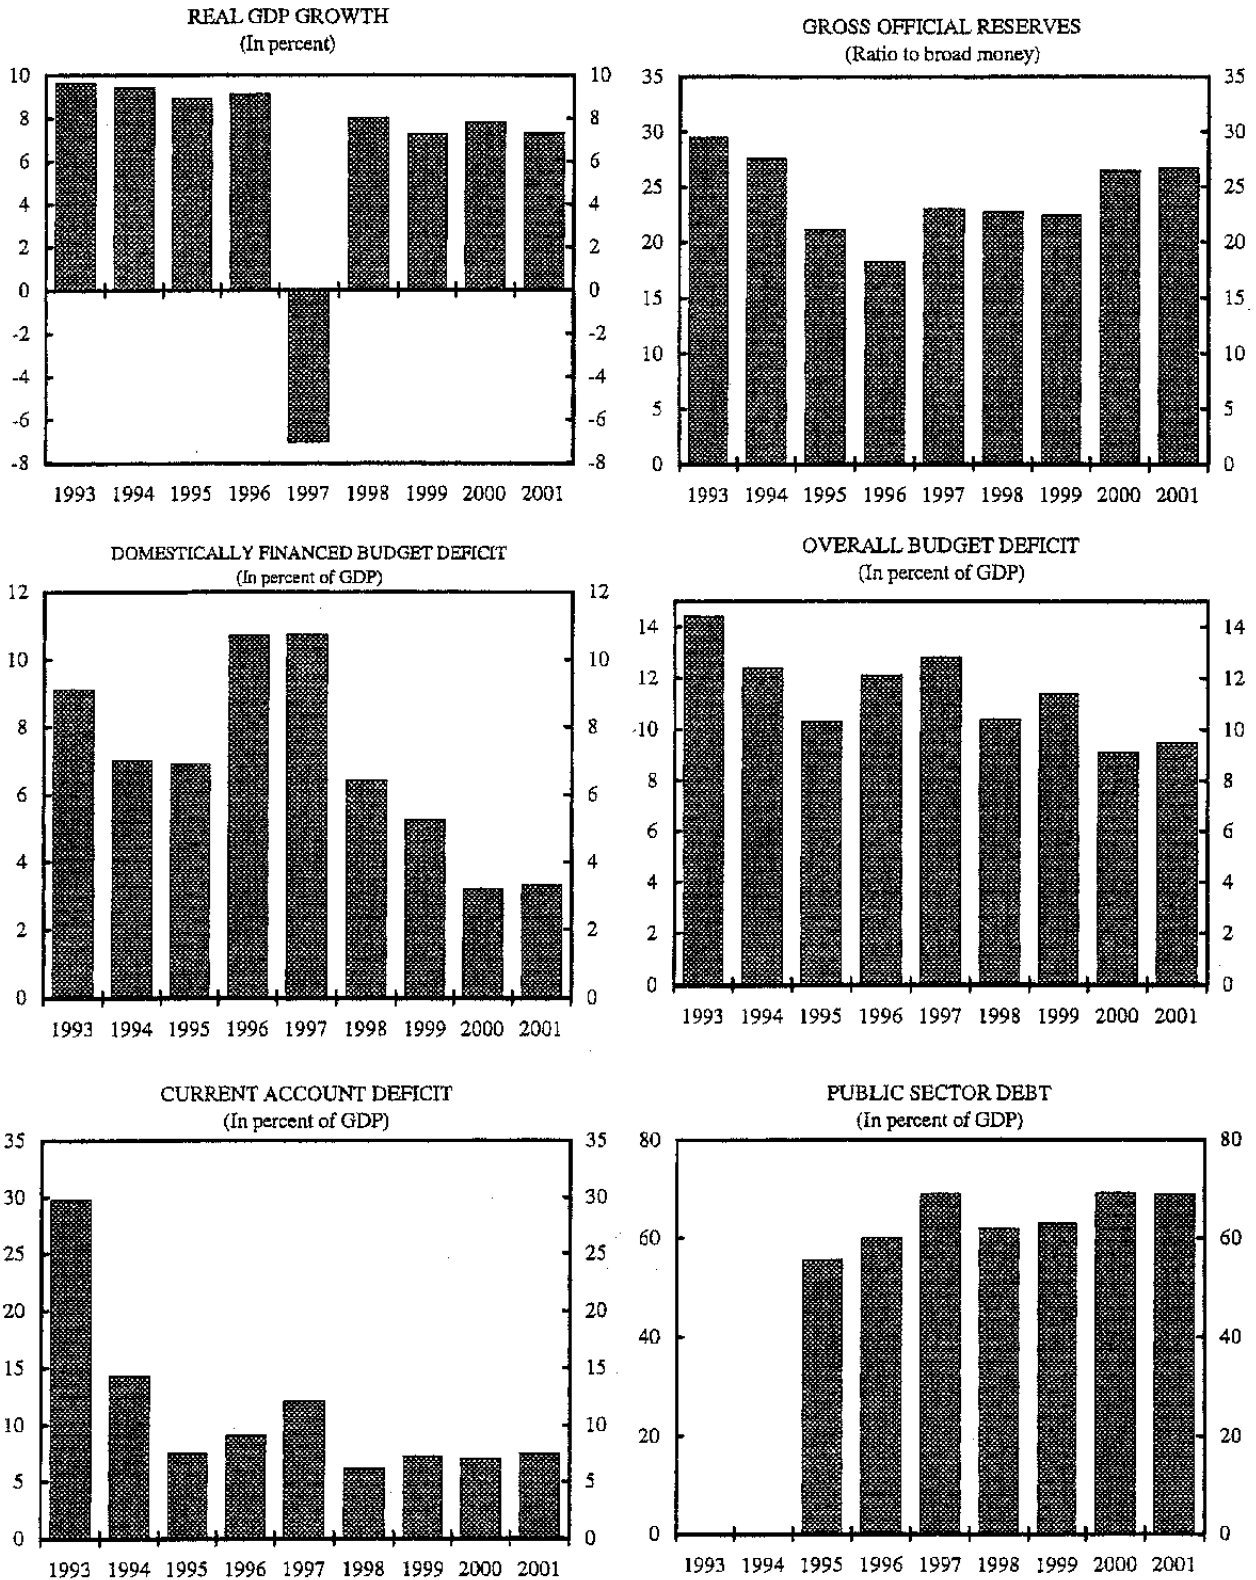 REAL GDP GROWTH
(In percent)
10 10
8 8
6 6
4 4
2 2
0 0
-2 -2
-4 -4
-6 -6
-8 -8
1993 1994 1995 1996 1997 1998 1999 2000 2001
GROSS OFFICIAL RESERVES
(Ratio to broad money)
35 35
30 30
25 25
20 20
15 15
10 10
5 5
0 0
1993 1994 1995 1996 1997 1998 1999 2000 2001
DOMESTICALLY FINANCED BUDGET DEFICIT
(In percent of GDP)
12 12
10 10
8 8
6 6
4 4
2 2
0 0
1993 1994 1995 1996 1997 1998 1999 2000 2001
OVERALL BUDGET DEFICIT
(In percent of GDP)
14 14
12 12
10 10
8 8
6 6
4 4
2 2
0 0
1993 1994 1995 1996 1997 1998 1999 2000 2001
CURRENT ACCOUNT DEFICIT
(In percent of GDP)
35 35
30 30
25 25
20 20
15 15
10 10
5 5
0 0
1993 1994 1995 1996 1997 1998 1999 2000 2001
PUBLIC SECTOR DEBT
(In percent of GDP)
80 80
60 60
40 40
20 20
0 0
1993 1994 1995 1996 1997 1998 1999 2000 2001